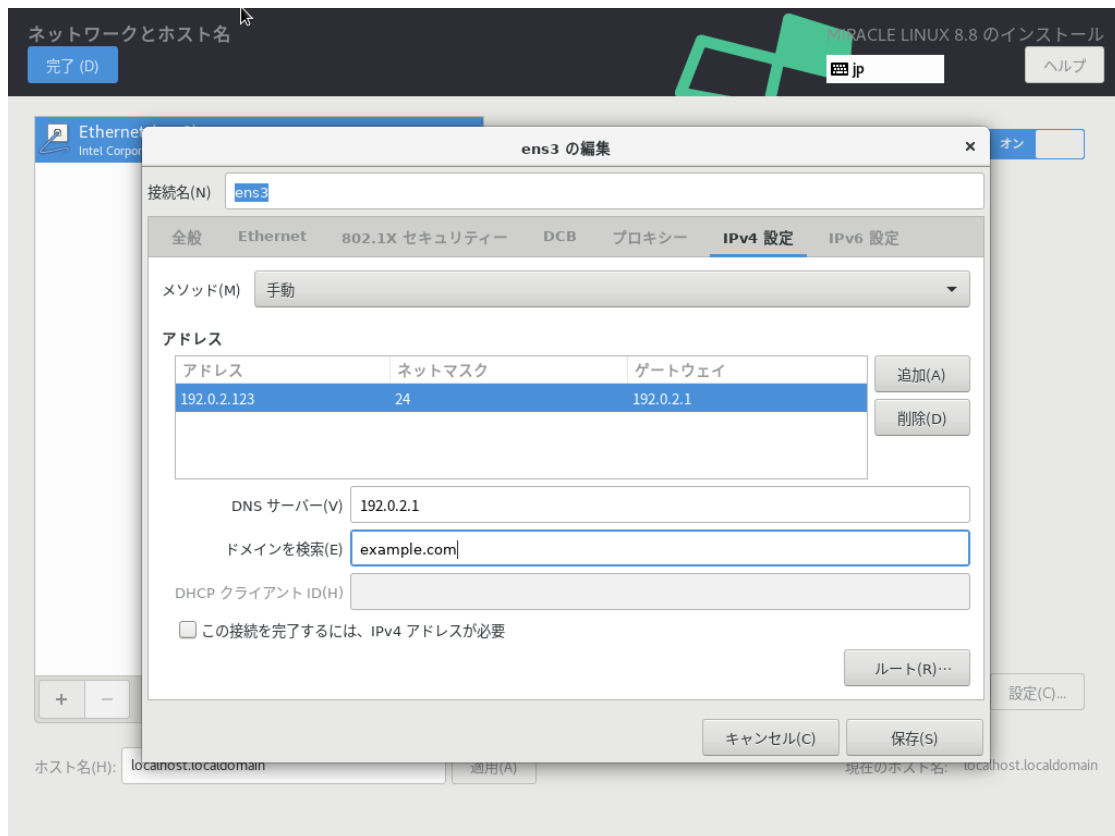 ネットワークとホスト名
MIRACLE LINUX 8.8 のインストール
完了 (D)
jp
ヘルプ
Ethernet
Intel Corpor
オン
ens3 の編集
接続名(N) ens3
全般 Ethernet 802.1X セキュリティー DCB プロキシー IPv4 設定 IPv6 設定
メソッド(M) 手動
アドレス
アドレス ネットマスク ゲートウェイ
192.0.2.123 24 192.0.2.1
追加(A)
削除(D)
DNS サーバー(V) 192.0.2.1
ドメインを検索(E) example.com
DHCP クライアント ID(H)
この接続を完了するには、IPv4 アドレスが必要
ルート(R)…
+ −
設定(C)...
キャンセル(C) 保存(S)
ホスト名(H): localhost.localdomain 適用(A) 現在のホスト名: localhost.localdomain